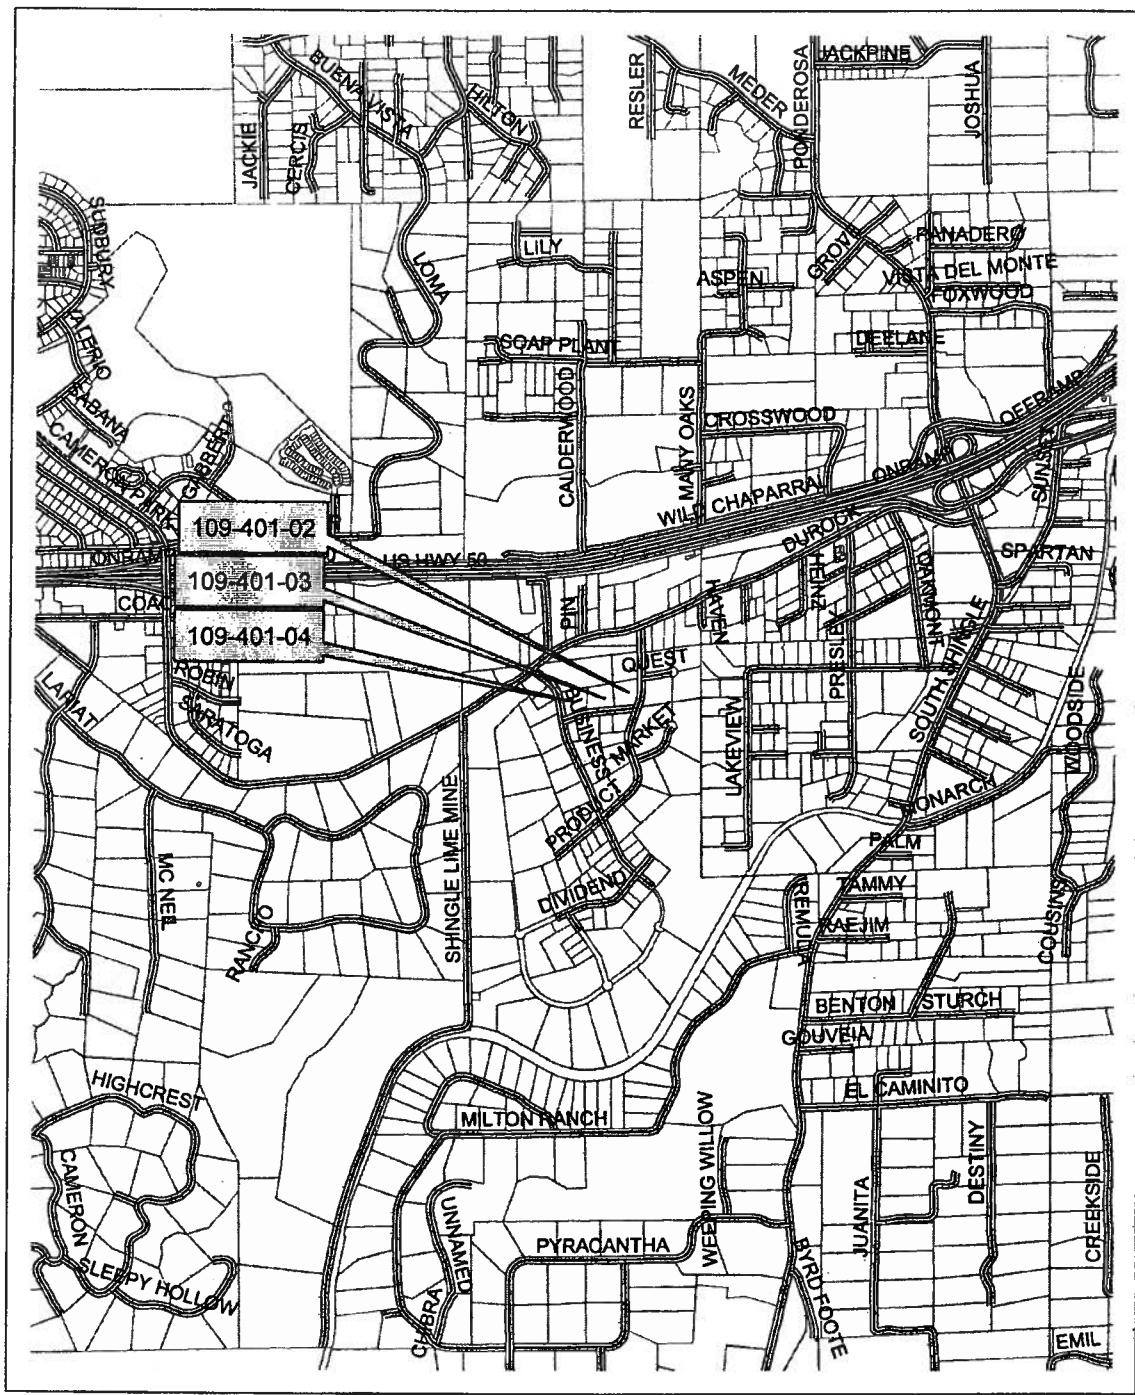 JACKPINE
BUENA VISTA
HILTON
RESLER
MEDER
PONDEROSA
JOSHUA
JACKIE
CERCIS
SUDBURY
LOMA
LILY
ASPEN
GROVE
PANADERO
VISTA DEL MONTE
FOXWOOD
VALERIO
SOAP PLANT
DEELANE
SABANA
CAMERON PARK
CALDERWOOD
MANY OAKS
CROSSWOOD
OFFRAMP
ONRAMP
SUNSET
WILD CHAPARRAL
109-401-02
DUROCK
US HWY 50
SPARTAN
109-401-03
HEINZ
PIN
HAVEN
109-401-04
PRESLEY
SOUTH SHINGLE
QUEST
ROBIN
LARIAT
SARATOGA
BUSINESS
MARKET
LAKEVIEW
WOODSIDE
PRODUCT
SHINGLE LIME MINE
MONARCH
PALM
MC NEIL
DIVIDEND
TAMMY
REMUDA
RAEJIM
COUSINS
RANCHO
BENTON
STURCH
GOUVEIA
HIGHCREST
EL CAMINITO
MILTON RANCH
WEEPING WILLOW
DESTINY
CAMERON
UNNAMED
JUANITA
CREEKSIDE
PYRACANTHA
SLEEPY HOLLOW
BYRD FOOTE
CHIBRA
EMIL